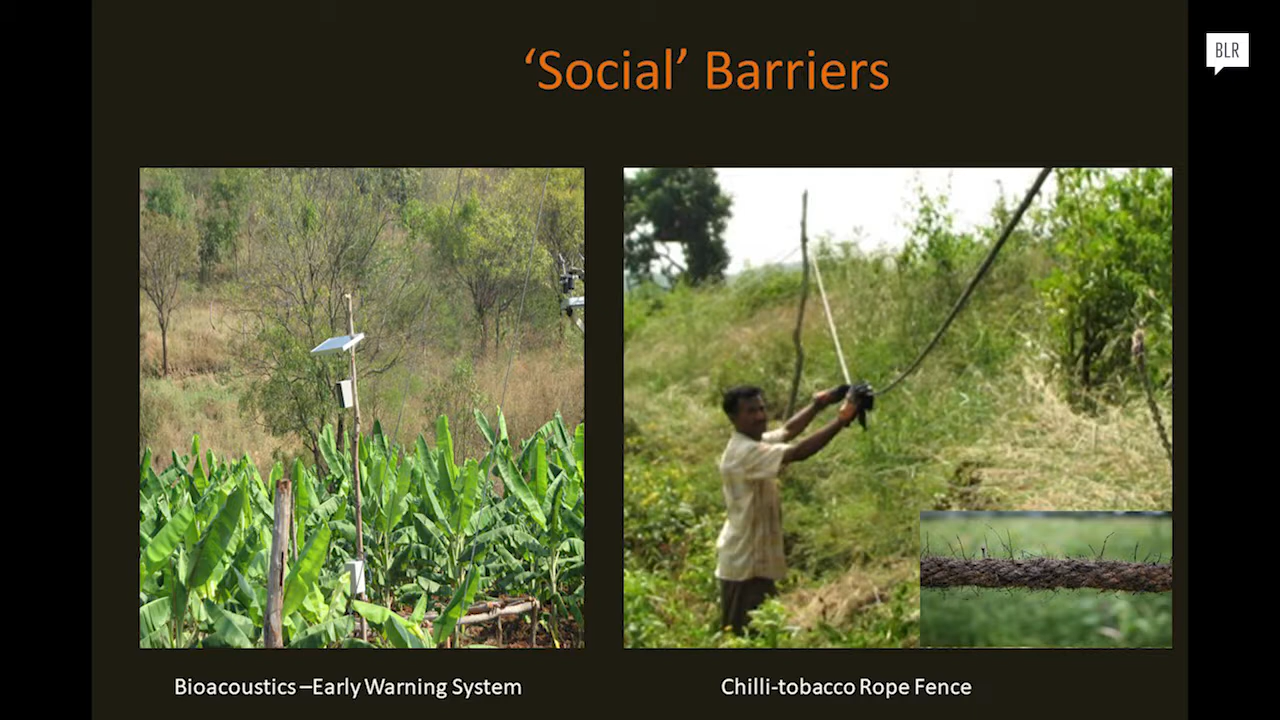 ‘Social’ Barriers
BLR
Bioacoustics –Early Warning System
Chilli-tobacco Rope Fence